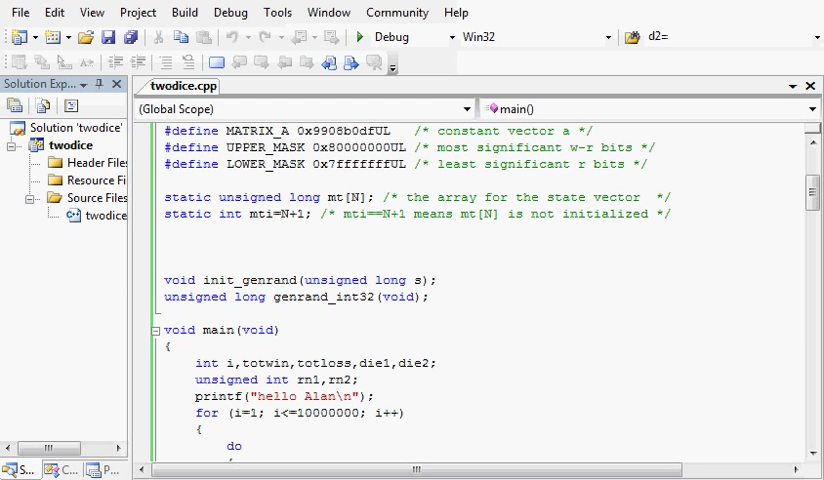 File Edit View Project Build Debug Tools Window Community Help
Debug Win32 d2=
Solution Exp...
twodice.cpp
(Global Scope) main()
Solution 'twodice'
twodice
Header Files
Resource Fi
Source Files
twodice
#define MATRIX_A 0x9908b0dfUL /* constant vector a */
#define UPPER_MASK 0x80000000UL /* most significant w-r bits */
#define LOWER_MASK 0x7fffffffUL /* least significant r bits */
static unsigned long mt[N]; /* the array for the state vector */
static int mti=N+1; /* mti==N+1 means mt[N] is not initialized */
void init_genrand(unsigned long s);
unsigned long genrand_int32(void);
void main(void)
{
int i,totwin,totloss,die1,die2;
unsigned int rn1,rn2;
printf("hello Alan\n");
for (i=1; i<=10000000; i++)
{
do
S... C... P...